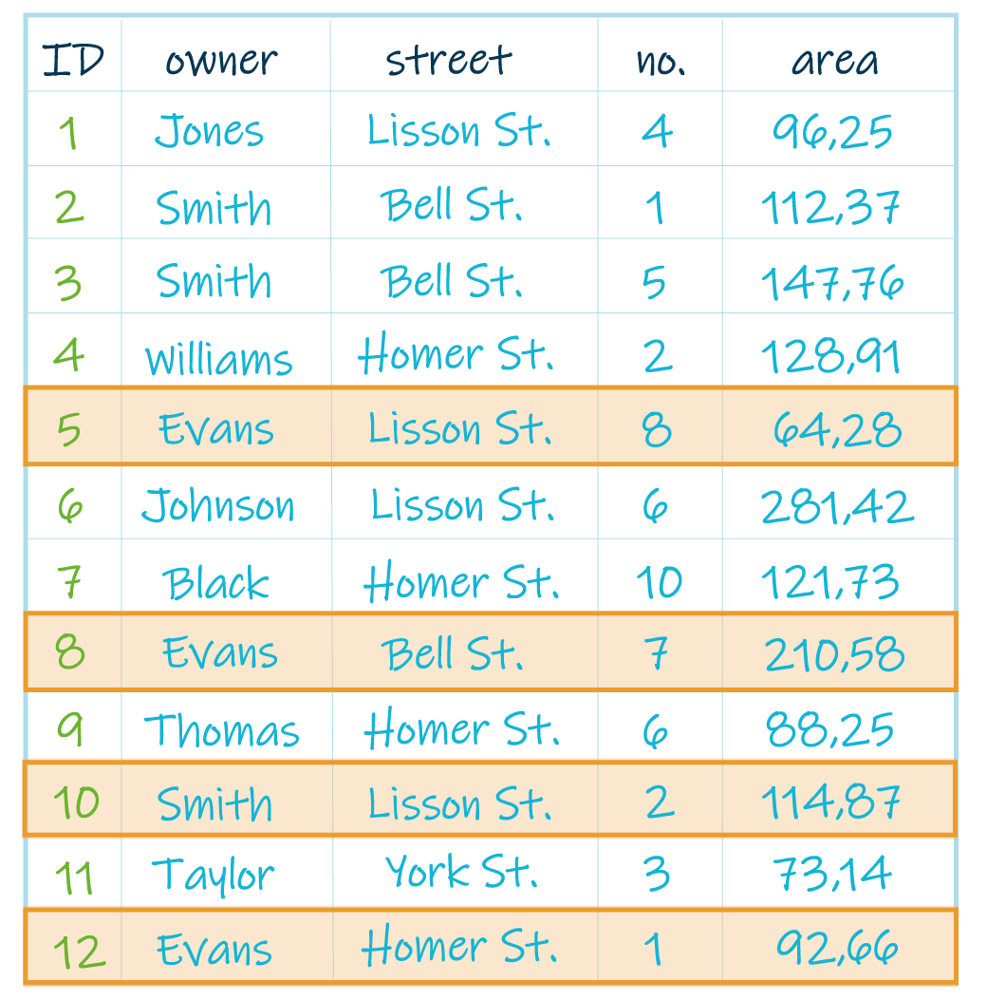 ID owner street no. area
1 Jones Lisson St. 4 96,25
2 Smith Bell St. 1 112,37
3 Smith Bell St. 5 147,76
4 Williams Homer St. 2 128,91
5 Evans Lisson St. 8 64,28
6 Johnson Lisson St. 6 281,42
7 Black Homer St. 10 121,73
8 Evans Bell St. 7 210,58
9 Thomas Homer St. 6 88,25
10 Smith Lisson St. 2 114,87
11 Taylor York St. 3 73,14
12 Evans Homer St. 1 92,66